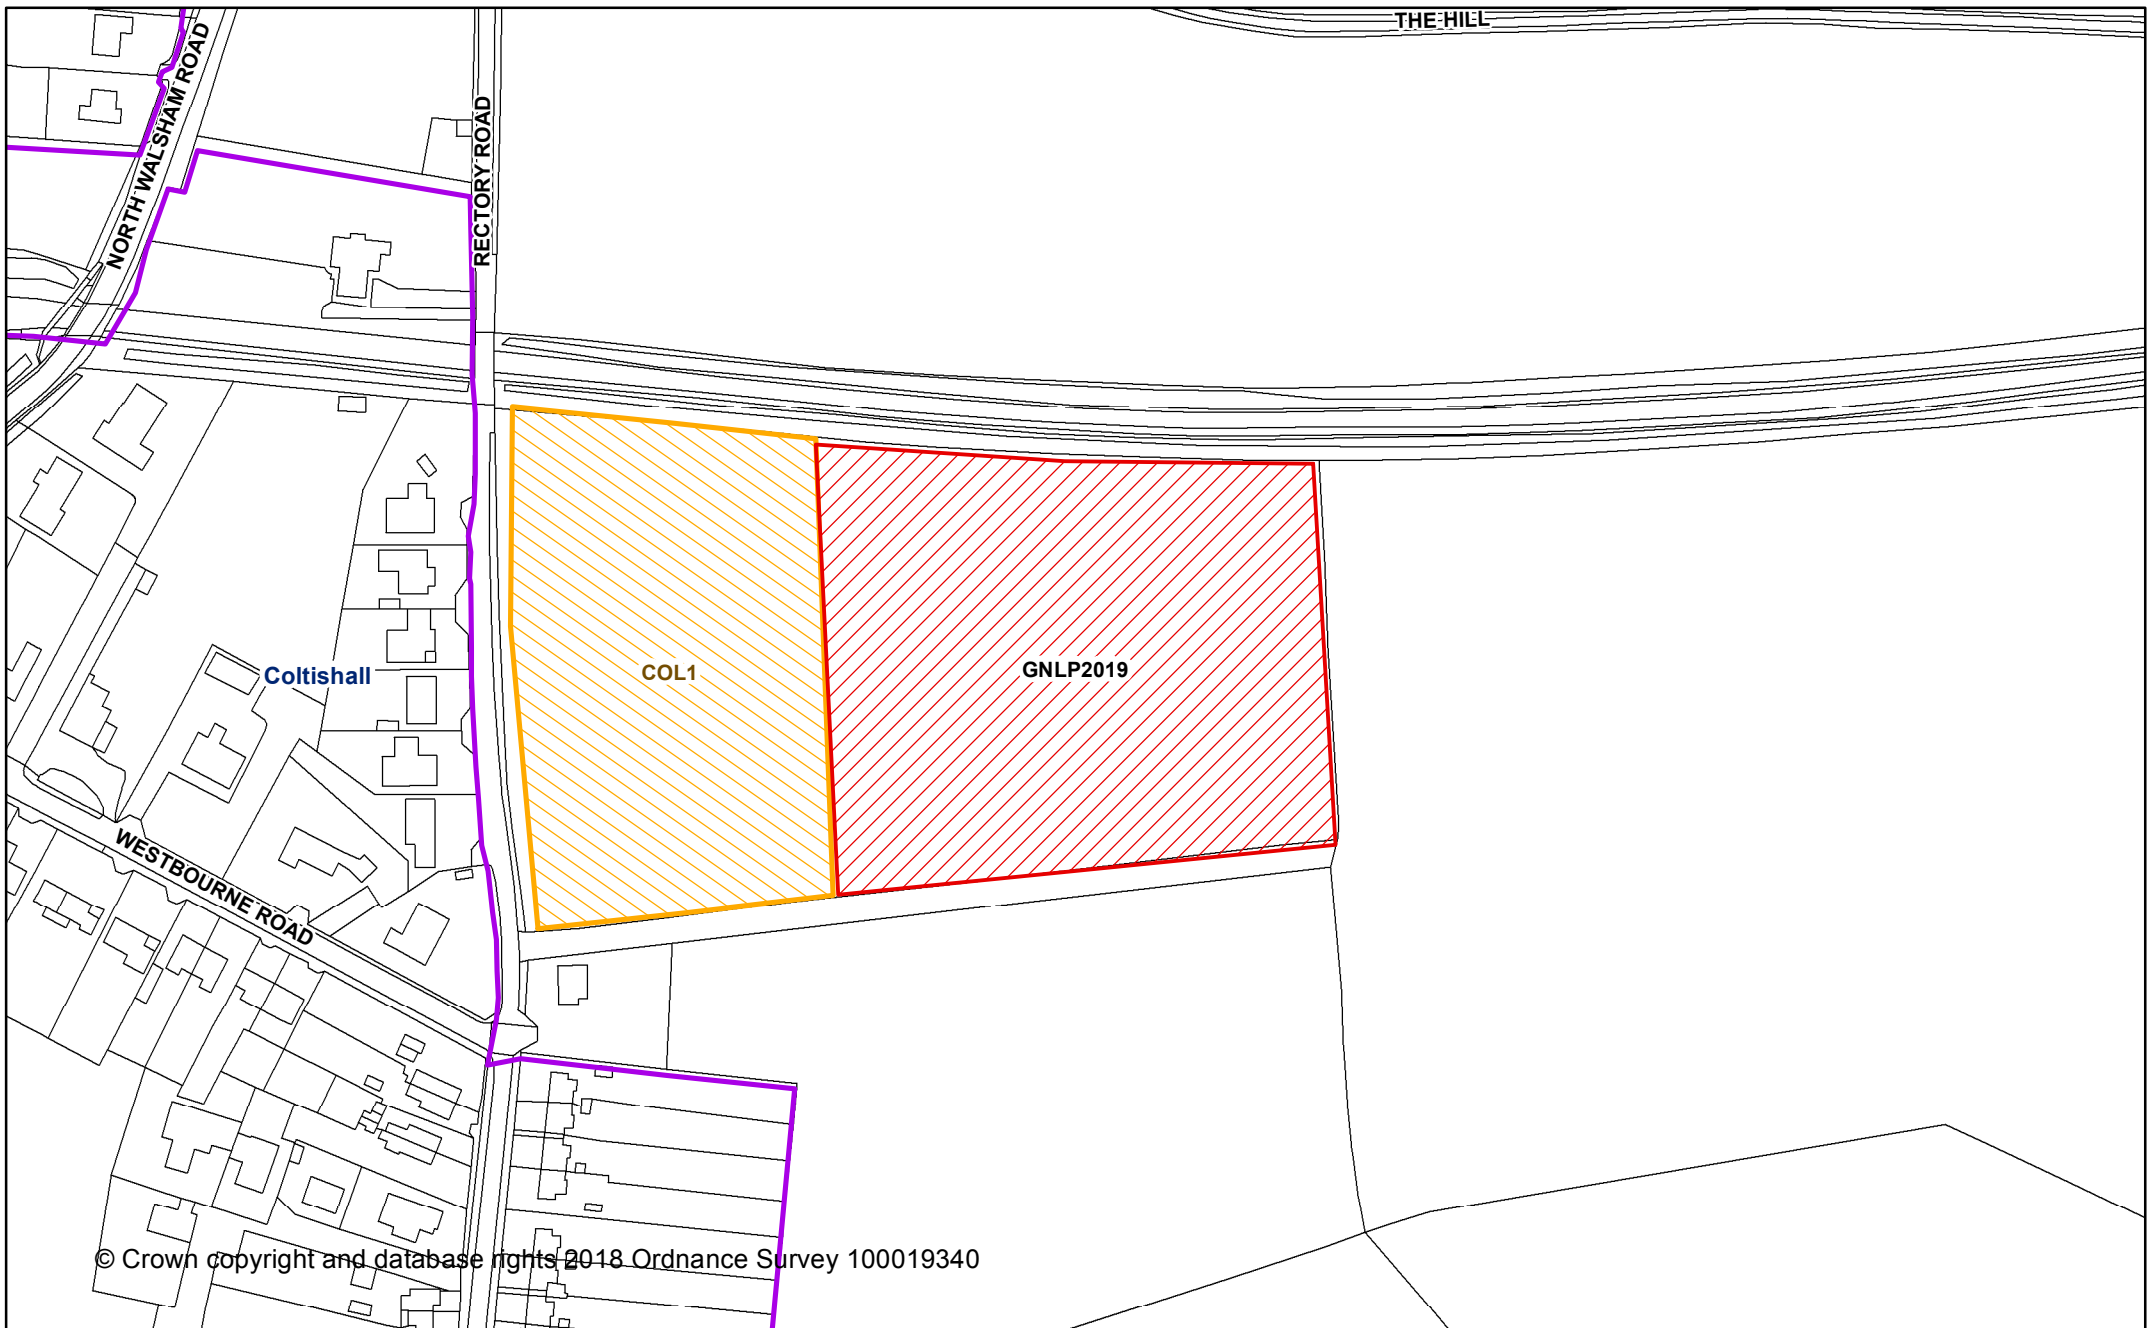 THE HILL
NORTH WALSHAM ROAD
RECTORY ROAD
Coltishall
COL1
GNLP2019
WESTBOURNE ROAD
© Crown copyright and database rights 2018 Ordnance Survey 100019340